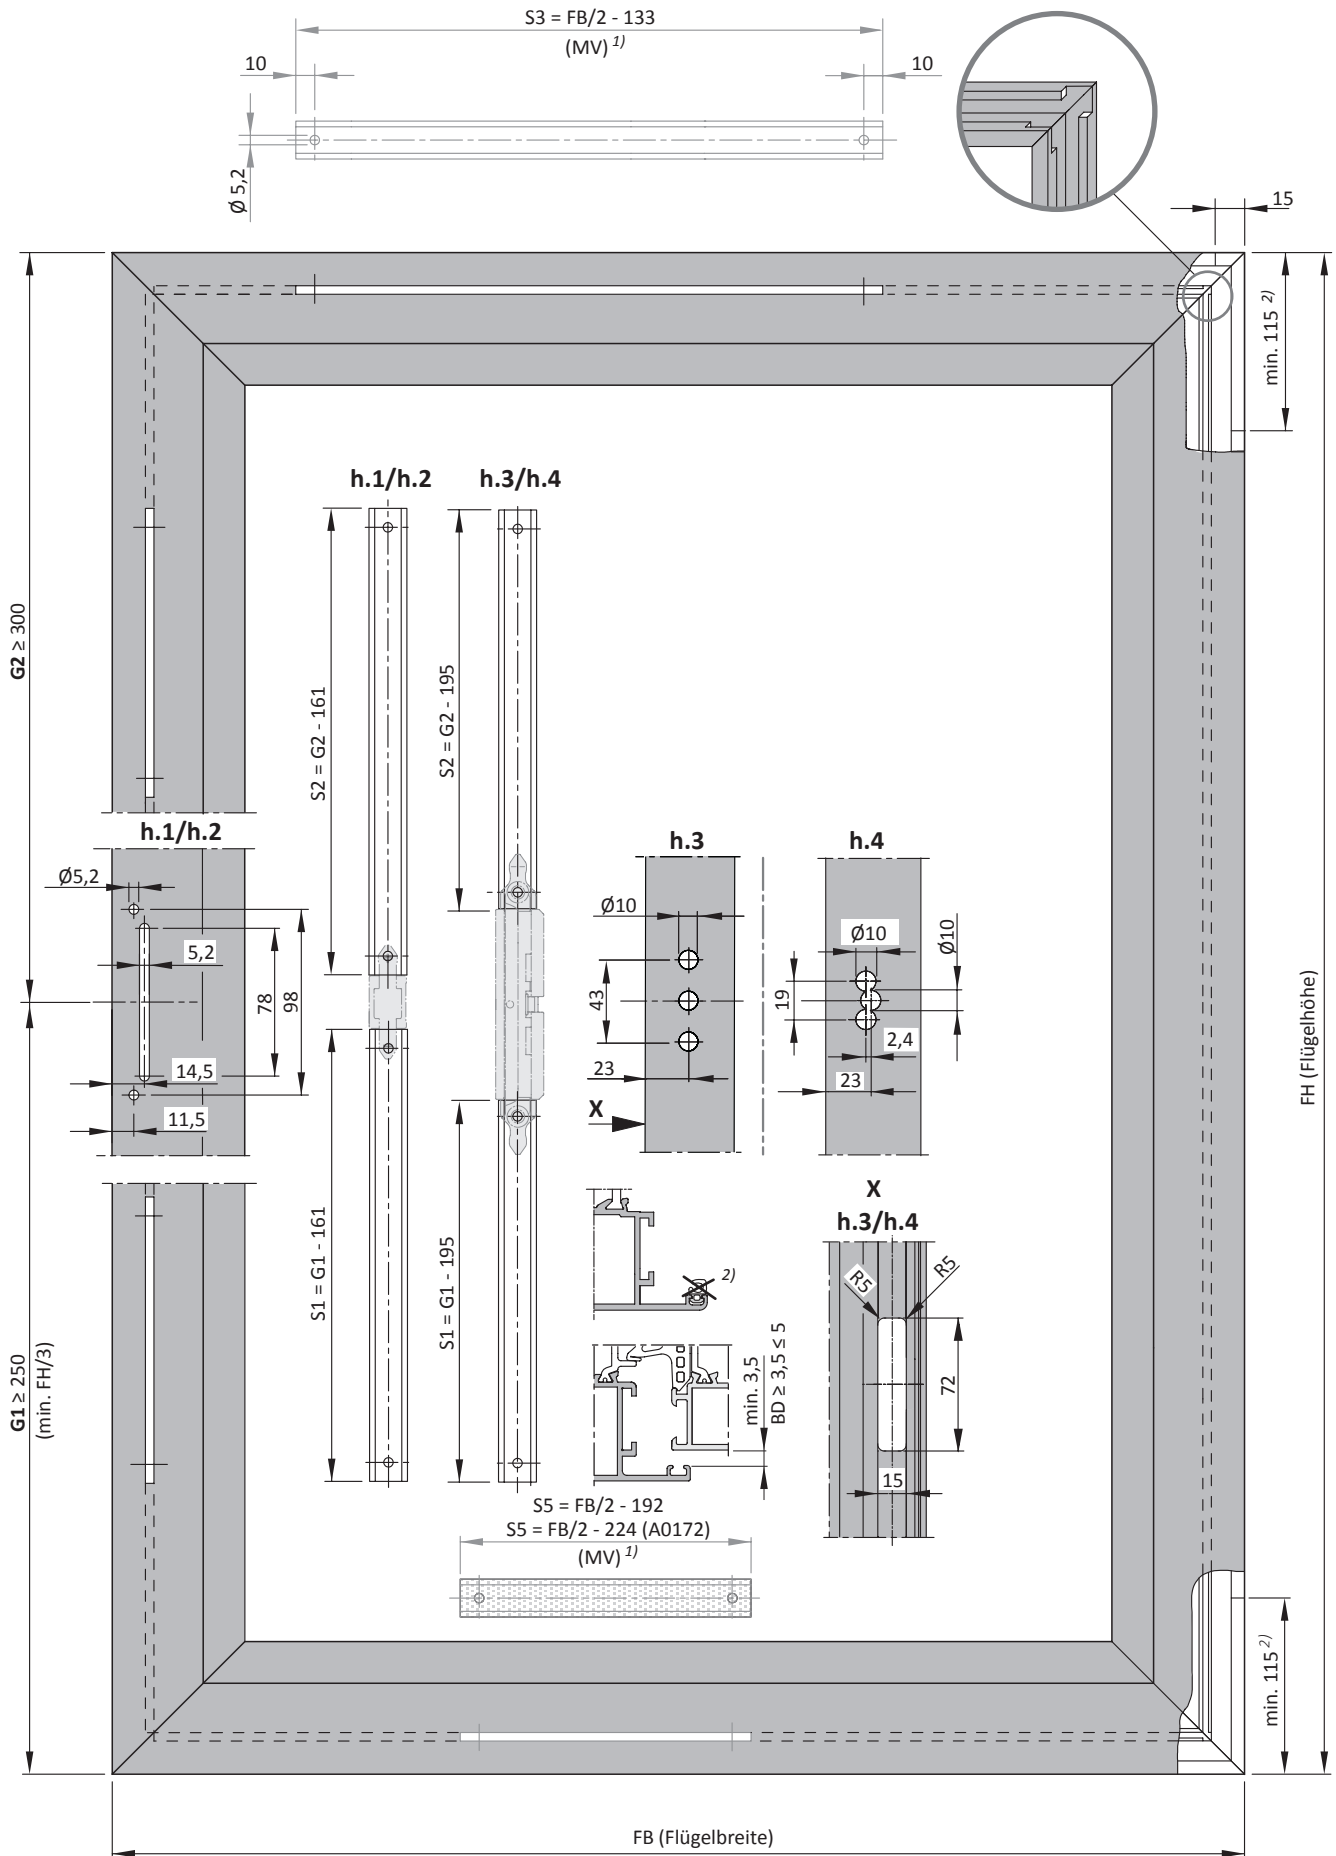 S3 = FB/2 - 133
(MV) 1)
10
10
Ø 5,2
15
min. 115 2)
G2 ≥ 300
h.1/h.2
h.3/h.4
S2 = G2 - 161
S2 = G2 - 195
h.1/h.2
Ø5,2
5,2
78
98
14,5
11,5
h.3
Ø10
43
23
X
h.4
Ø10
Ø10
19
2,4
23
FH (Flügelhöhe)
X
h.3/h.4
R5
R5
72
15
S1 = G1 - 161
S1 = G1 - 195
2)
min. 3,5
BD ≥ 3,5 ≤ 5
G1 ≥ 250
(min. FH/3)
S5 = FB/2 - 192
S5 = FB/2 - 224 (A0172)
(MV) 1)
min. 115 2)
FB (Flügelbreite)